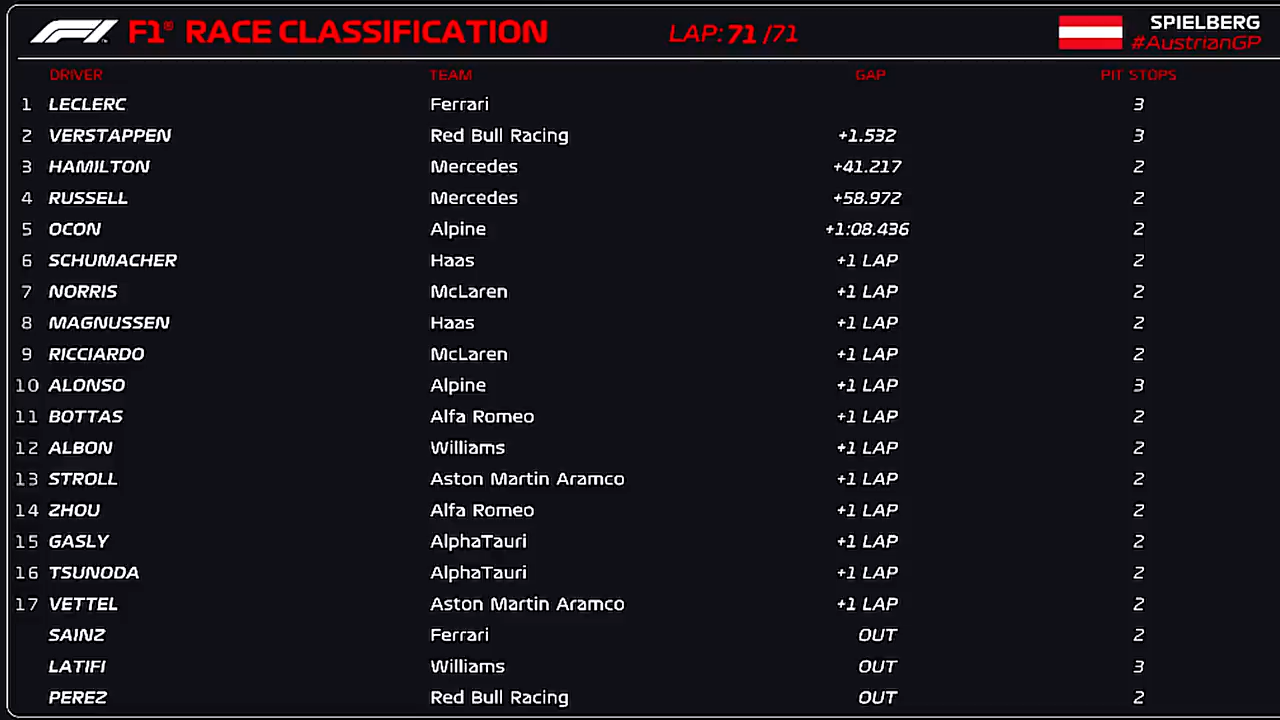 F1® RACE CLASSIFICATION LAP: 71 /71 SPIELBERG
#AustrianGP
DRIVER TEAM GAP PIT STOPS
1 LECLERC Ferrari 3
2 VERSTAPPEN Red Bull Racing +1.532 3
3 HAMILTON Mercedes +41.217 2
4 RUSSELL Mercedes +58.972 2
5 OCON Alpine +1:08.436 2
6 SCHUMACHER Haas +1 LAP 2
7 NORRIS McLaren +1 LAP 2
8 MAGNUSSEN Haas +1 LAP 2
9 RICCIARDO McLaren +1 LAP 2
10 ALONSO Alpine +1 LAP 3
11 BOTTAS Alfa Romeo +1 LAP 2
12 ALBON Williams +1 LAP 2
13 STROLL Aston Martin Aramco +1 LAP 2
14 ZHOU Alfa Romeo +1 LAP 2
15 GASLY AlphaTauri +1 LAP 2
16 TSUNODA AlphaTauri +1 LAP 2
17 VETTEL Aston Martin Aramco +1 LAP 2
SAINZ Ferrari OUT 2
LATIFI Williams OUT 3
PEREZ Red Bull Racing OUT 2